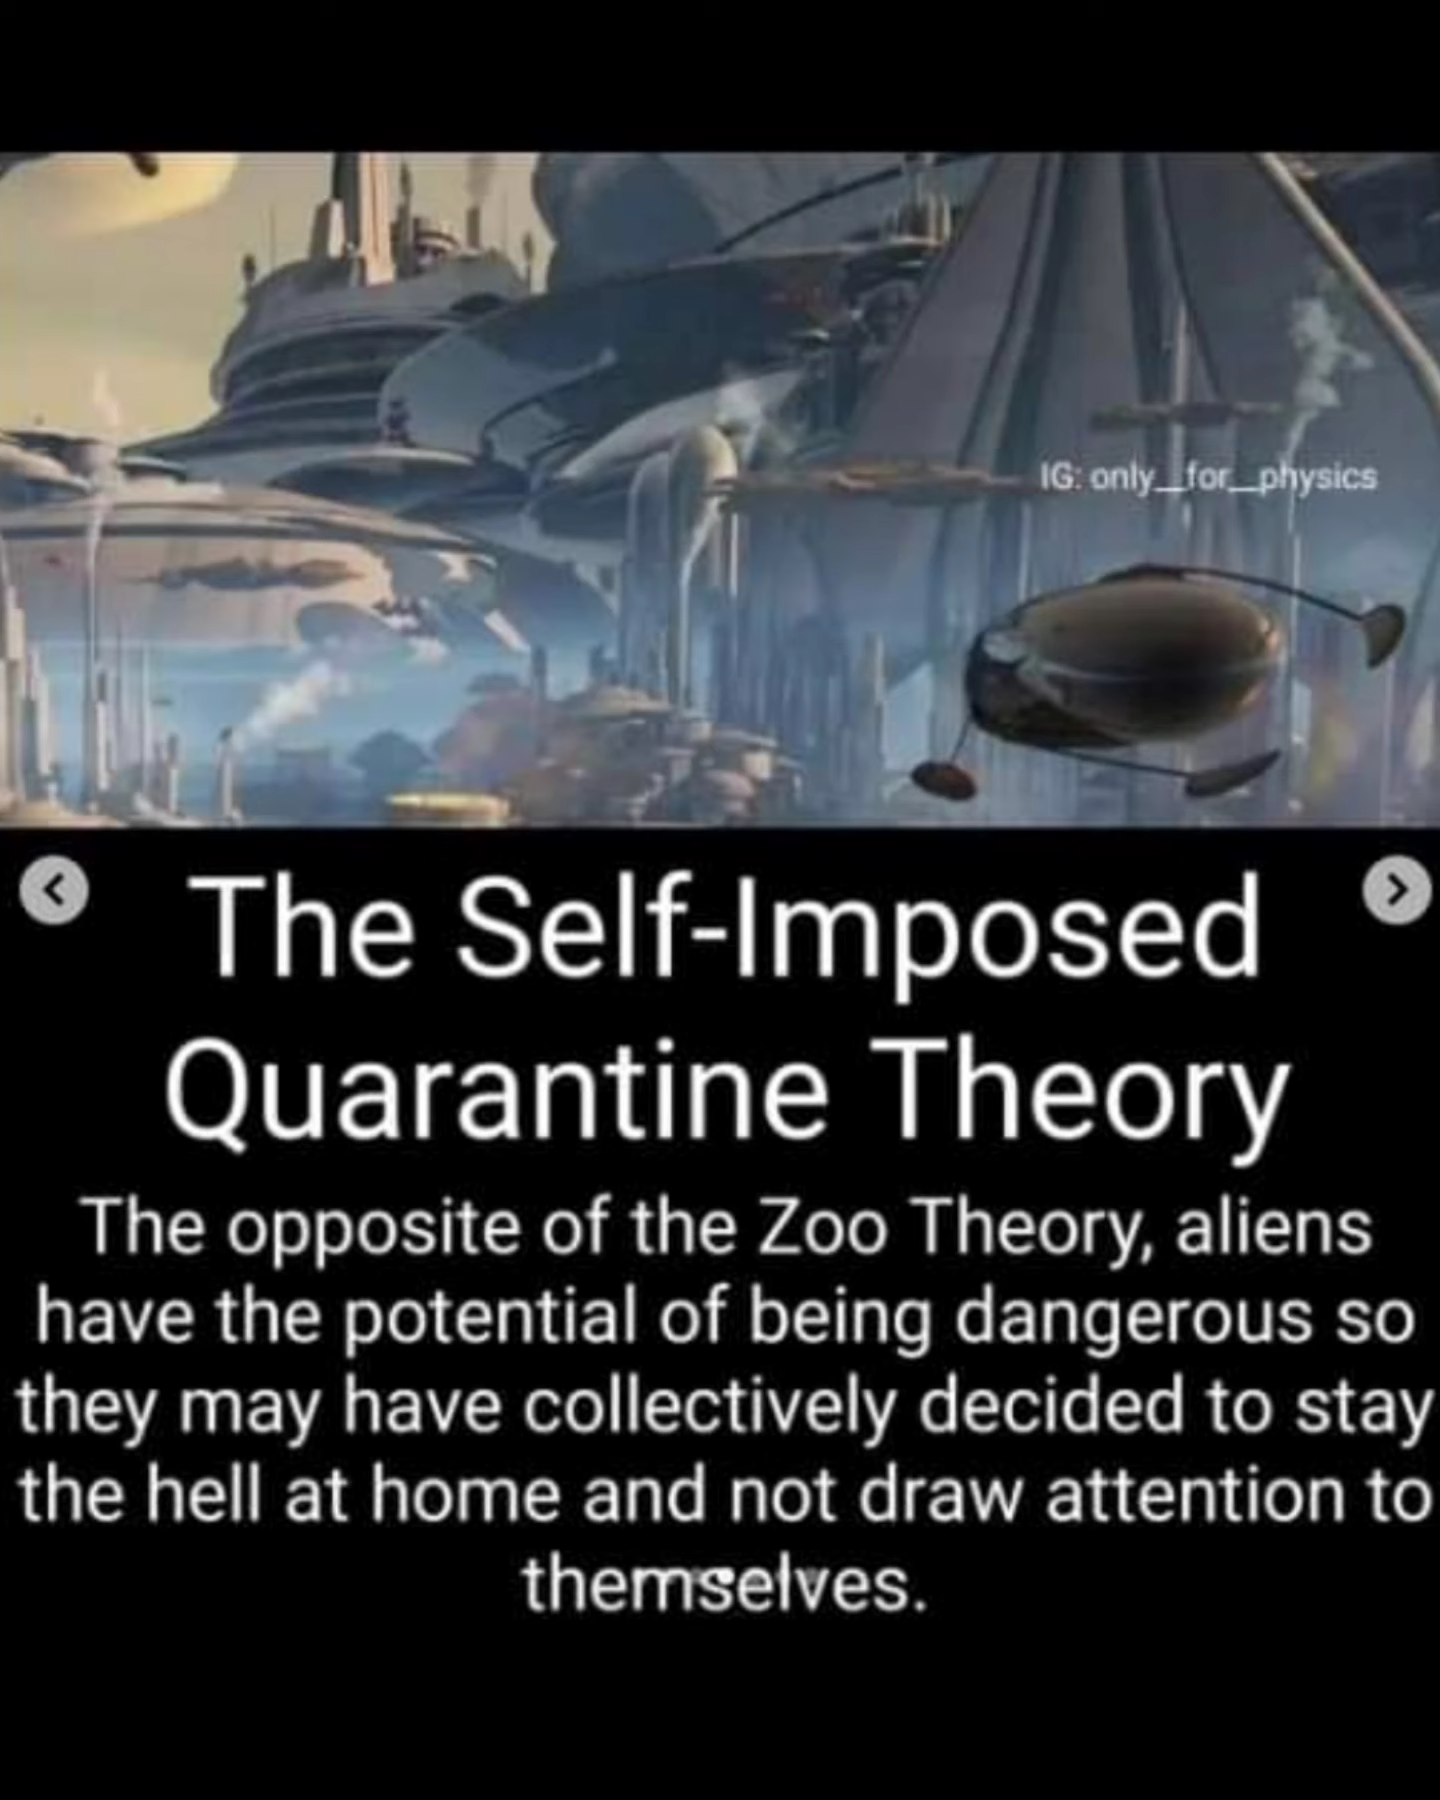 IG: only__for__physics
The Self-Imposed
Quarantine Theory
The opposite of the Zoo Theory, aliens
have the potential of being dangerous so
they may have collectively decided to stay
the hell at home and not draw attention to
themselves.